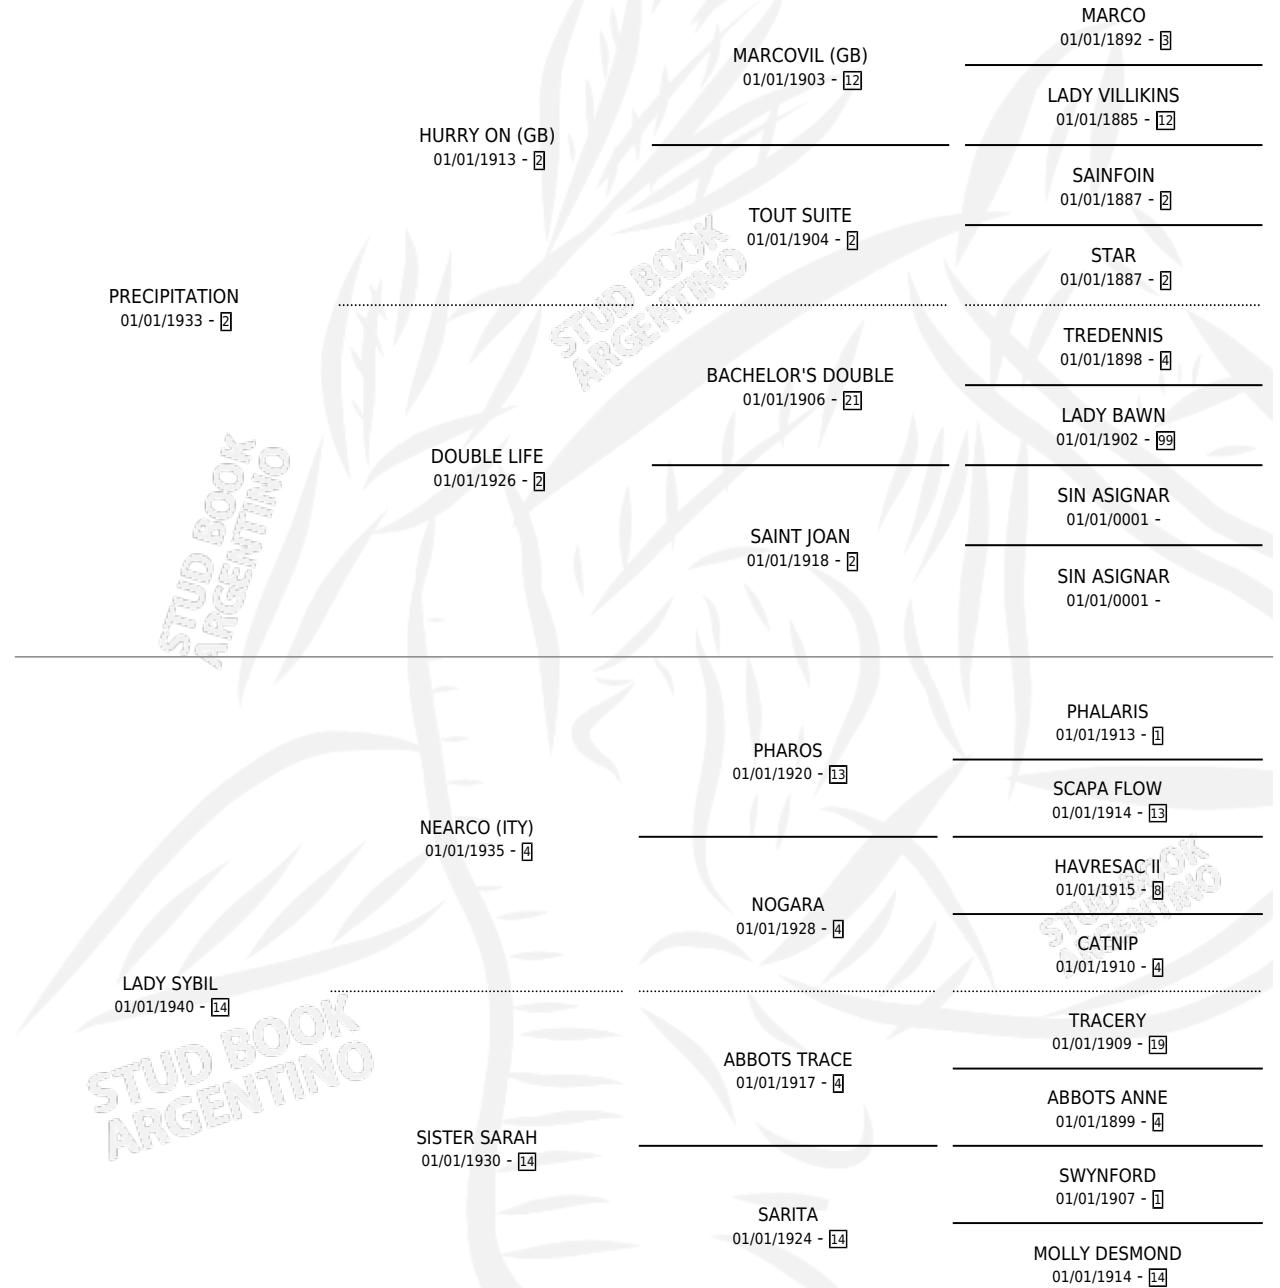 MARCO
01/01/1892 - 3
MARCOVIL (GB)
01/01/1903 - 12
LADY VILLIKINS
01/01/1885 - 12
HURRY ON (GB)
01/01/1913 - 2
SAINFOIN
01/01/1887 - 2
TOUT SUITE
01/01/1904 - 2
STAR
01/01/1887 - 2
PRECIPITATION
01/01/1933 - 2
TREDENNIS
01/01/1898 - 4
BACHELOR'S DOUBLE
01/01/1906 - 21
LADY BAWN
01/01/1902 - 99
DOUBLE LIFE
01/01/1926 - 2
SIN ASIGNAR
01/01/0001 -
SAINT JOAN
01/01/1918 - 2
SIN ASIGNAR
01/01/0001 -
PHALARIS
01/01/1913 - 1
PHAROS
01/01/1920 - 13
SCAPA FLOW
01/01/1914 - 13
NEARCO (ITY)
01/01/1935 - 4
HAVRESAC II
01/01/1915 - 8
NOGARA
01/01/1928 - 4
CATNIP
01/01/1910 - 4
LADY SYBIL
01/01/1940 - 14
TRACERY
01/01/1909 - 19
ABBOTS TRACE
01/01/1917 - 4
ABBOTS ANNE
01/01/1899 - 4
SISTER SARAH
01/01/1930 - 14
SWYNFORD
01/01/1907 - 1
SARITA
01/01/1924 - 14
MOLLY DESMOND
01/01/1914 - 14
STUD BOOK
ARGENTINO
STUD BOOK
ARGENTINO
STUD BOOK
ARGENTINO
STUD BOOK
ARGENTINO